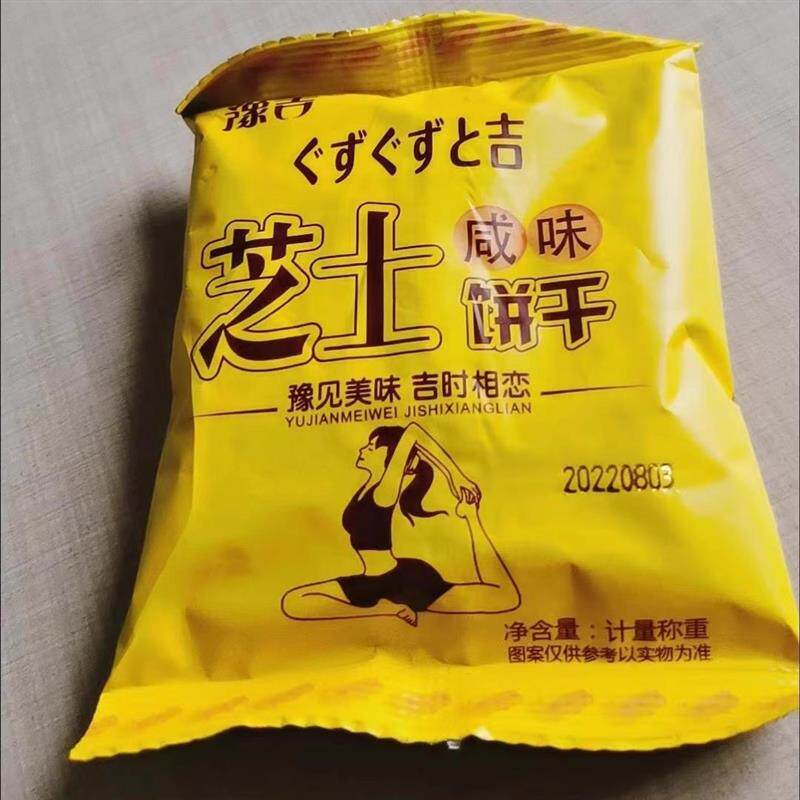 豫吉
ぐずぐずと吉
芝士
咸味
饼干
豫见美味 吉时相恋
YUJIANMEIWEI JISHIXIANGLIAN
20220803
净含量：计量称重
图案仅供参考以实物为准